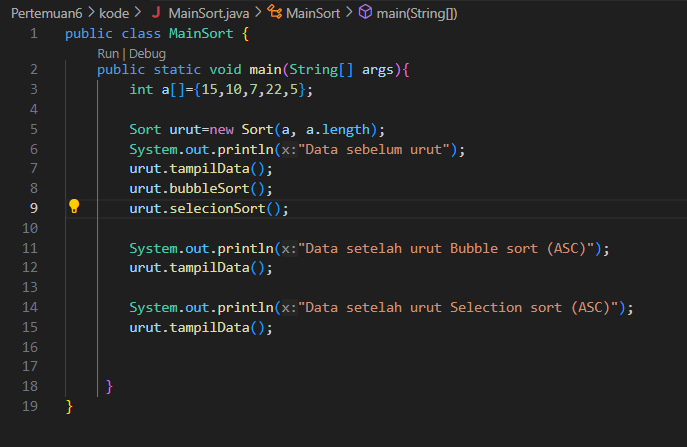 Pertemuan6 > kode > J MainSort.java > MainSort > main(String[])
1 public class MainSort {
Run | Debug
2 public static void main(String[] args){
3 int a[]={15,10,7,22,5};
4
5 Sort urut=new Sort(a, a.length);
6 System.out.println(x:"Data sebelum urut");
7 urut.tampilData();
8 urut.bubbleSort();
9 urut.selecionSort();
10
11 System.out.println(x:"Data setelah urut Bubble sort (ASC)");
12 urut.tampilData();
13
14 System.out.println(x:"Data setelah urut Selection sort (ASC)");
15 urut.tampilData();
16
17
18 }
19 }